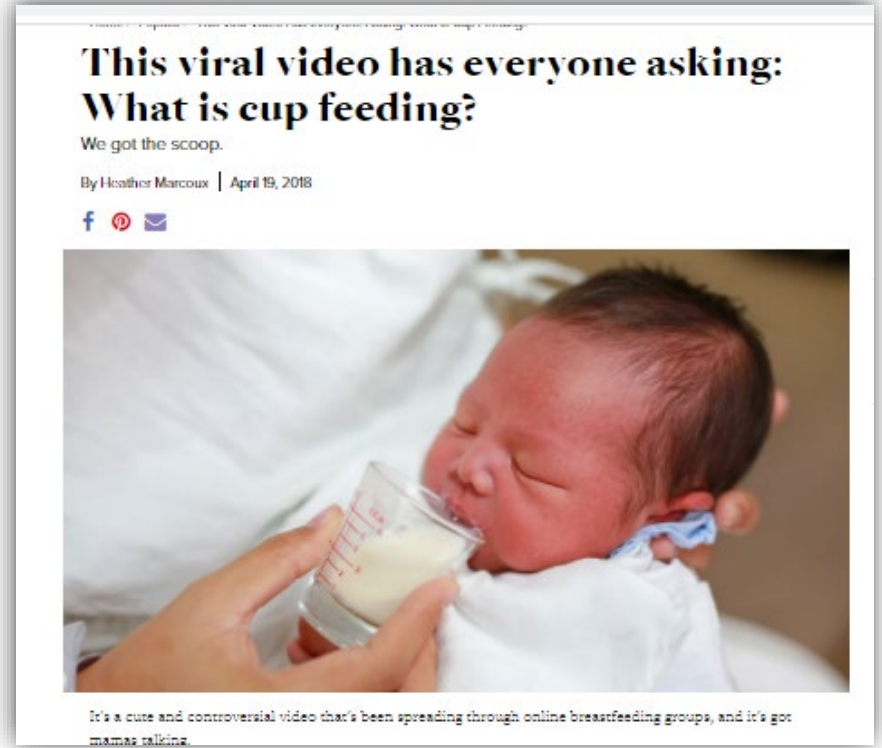 This viral video has everyone asking:
What is cup feeding?
We got the scoop.
By Heather Marcoux | April 19, 2018
It's a cute and controversial video that's been spreading through online breastfeeding groups, and it's got
mamas talking.